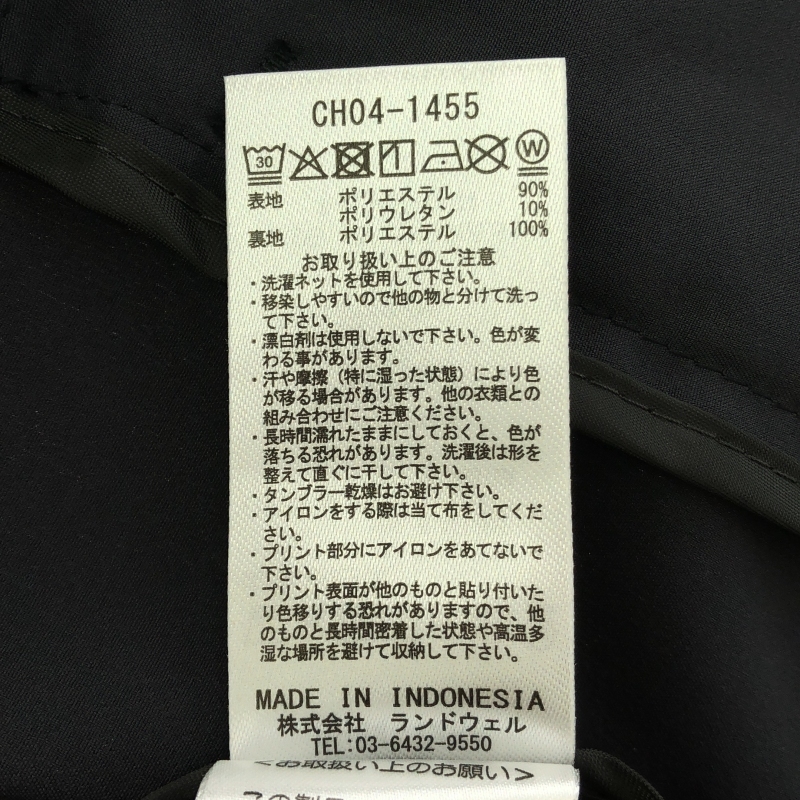 CH04-1455
30 W
表地 ポリエステル 90%
ポリウレタン 10%
裏地 ポリエステル 100%
お取り扱い上のご注意
・洗濯ネットを使用して下さい。
・移染しやすいので他の物と分けて洗っ
て下さい。
・漂白剤は使用しないで下さい。色が変
わる事があります。
・汗や摩擦（特に湿った状態）により色
が移る場合があります。他の衣類との
組み合わせにご注意ください。
・長時間濡れたままにしておくと、色が
落ちる恐れがあります。洗濯後は形を
整えて直ぐに干して下さい。
・タンブラー乾燥はお避け下さい。
・アイロンをする際は当て布をしてくだ
さい。
・プリント部分にアイロンをあてないで
下さい。
・プリント表面が他のものと貼り付いた
り色移りする恐れがありますので、他
のものと長時間密着した状態や高温多
湿な場所を避けて収納して下さい。
MADE IN INDONESIA
株式会社 ランドウェル
TEL:03-6432-9550
<お取扱い上のお願い>